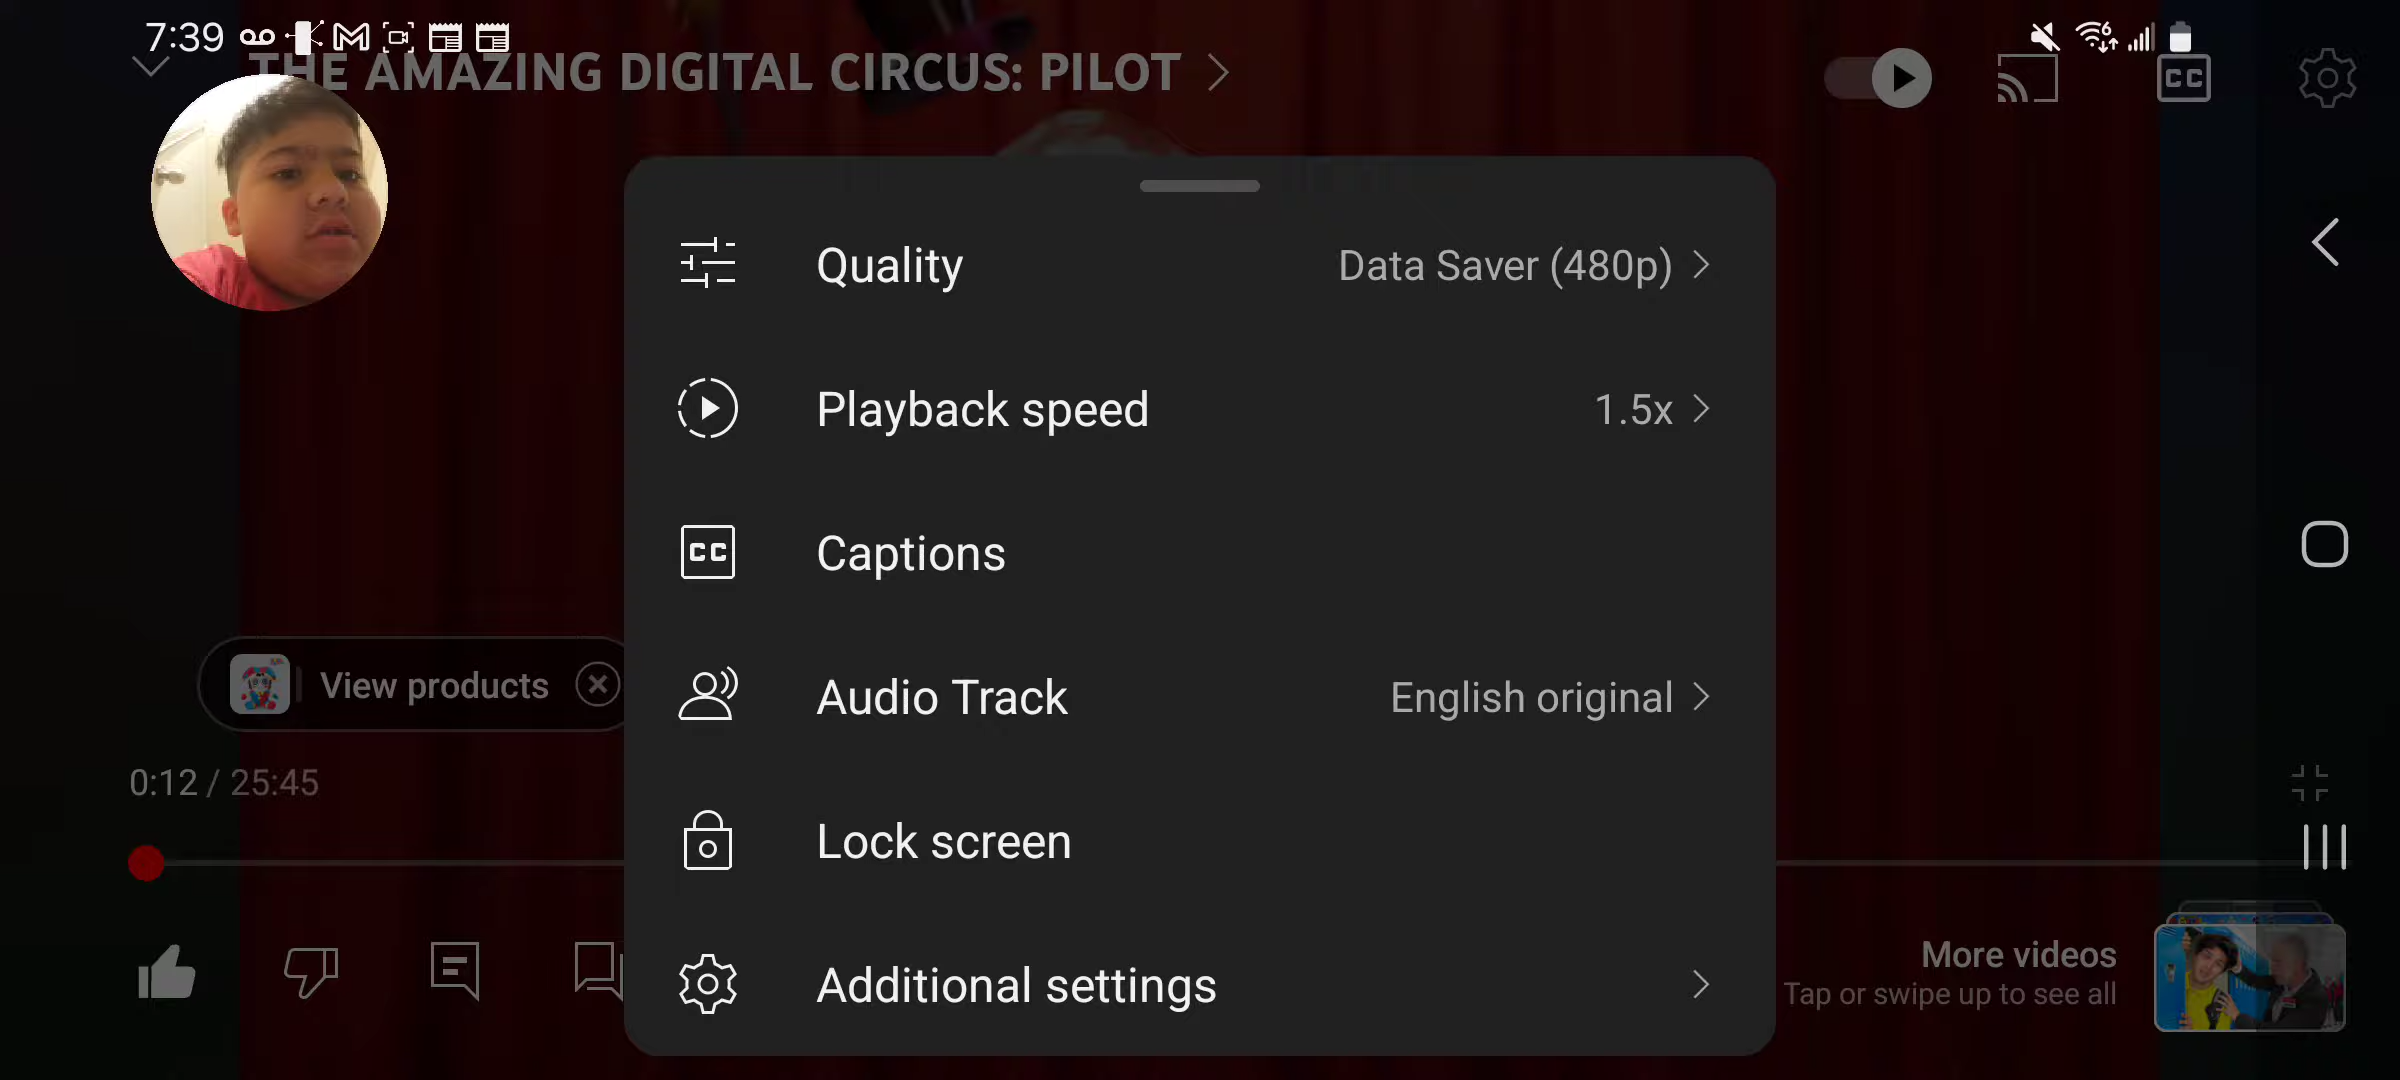 7:39
THE AMAZING DIGITAL CIRCUS: PILOT
CC
Quality
Data Saver (480p)
Playback speed
1.5x
CC
Captions
View products
Audio Track
English original
0:12 / 25:45
Lock screen
Additional settings
More videos
Tap or swipe up to see all